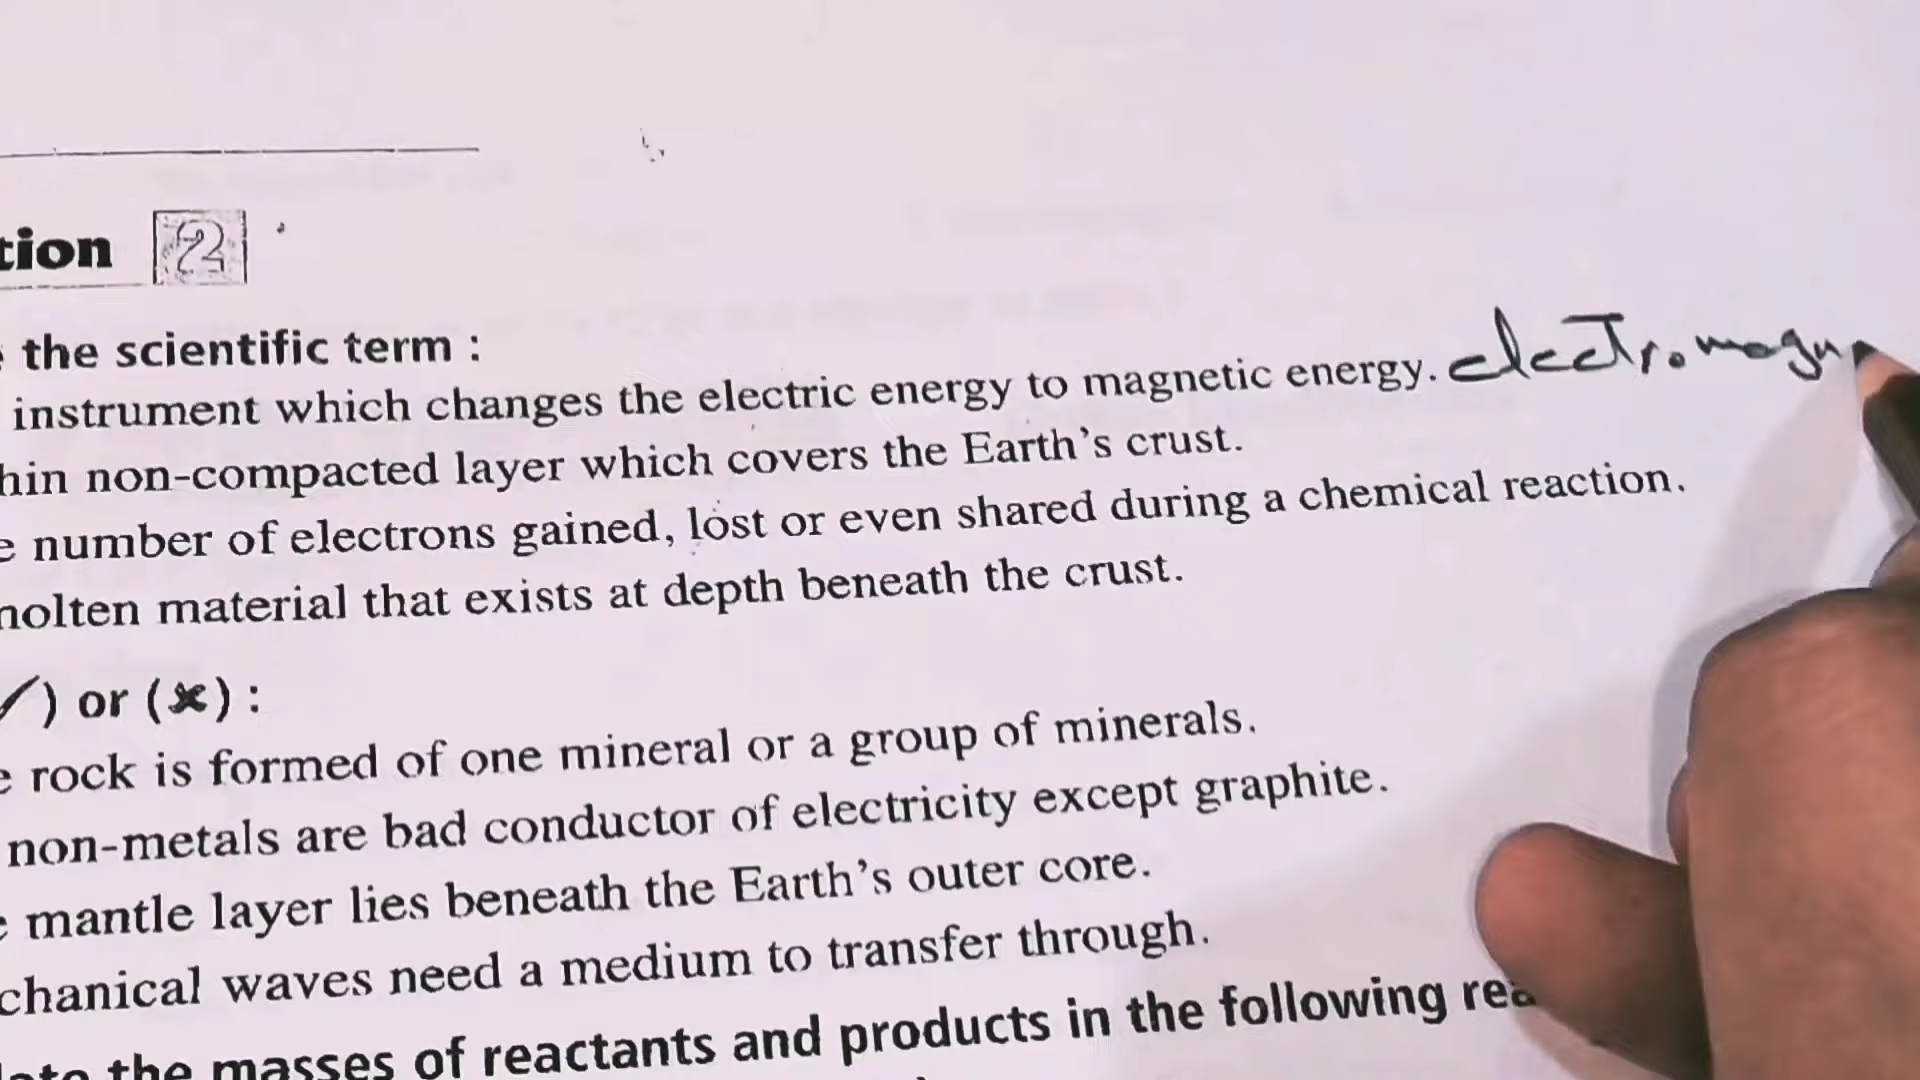 tion 2
the scientific term :
instrument which changes the electric energy to magnetic energy. electromagn
hin non-compacted layer which covers the Earth's crust.
e number of electrons gained, lost or even shared during a chemical reaction.
nolten material that exists at depth beneath the crust.
✓) or (×) :
e rock is formed of one mineral or a group of minerals.
non-metals are bad conductor of electricity except graphite.
e mantle layer lies beneath the Earth's outer core.
chanical waves need a medium to transfer through.
late the masses of reactants and products in the following rea